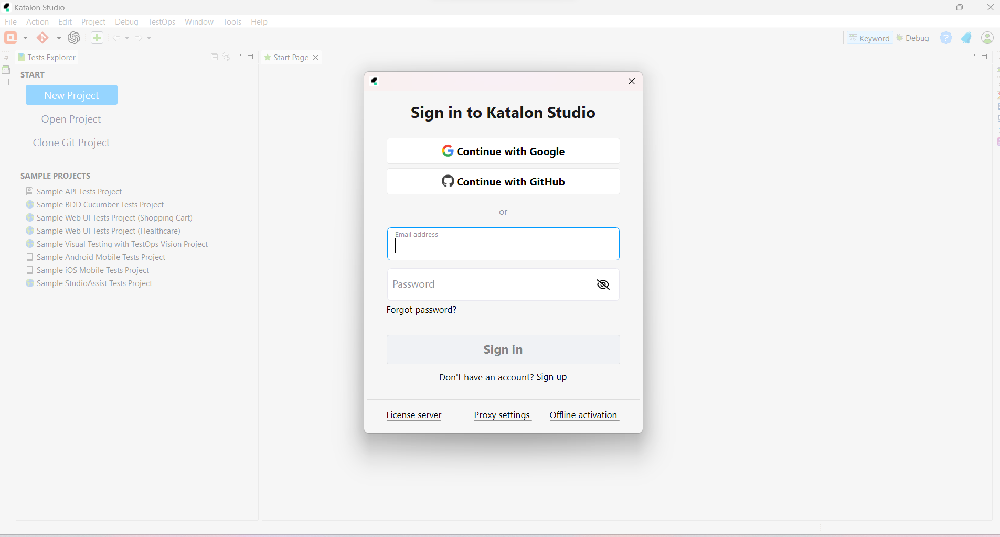 Katalon Studio
File Action Edit Project Debug TestOps Window Tools Help
Keyword Debug
Tests Explorer
Start Page
START
New Project
Open Project
Clone Git Project
SAMPLE PROJECTS
Sample API Tests Project
Sample BDD Cucumber Tests Project
Sample Web UI Tests Project (Shopping Cart)
Sample Web UI Tests Project (Healthcare)
Sample Visual Testing with TestOps Vision Project
Sample Android Mobile Tests Project
Sample iOS Mobile Tests Project
Sample StudioAssist Tests Project
Sign in to Katalon Studio
Continue with Google
Continue with GitHub
or
Email address
Password
Forgot password?
Sign in
Don't have an account? Sign up
License server Proxy settings Offline activation